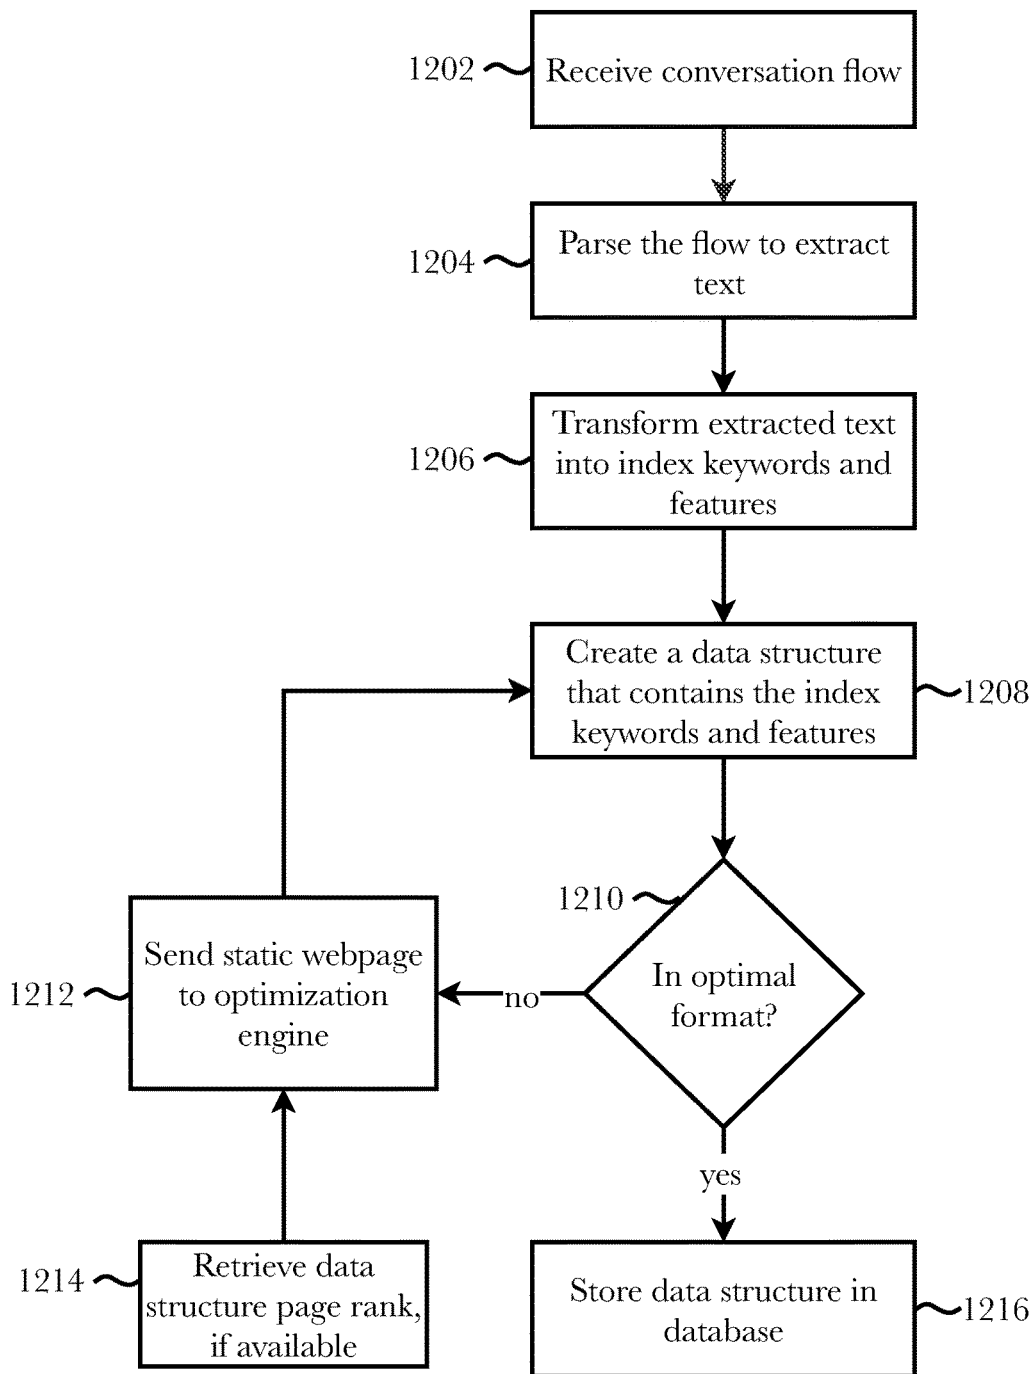 1202
Receive conversation flow
1204
Parse the flow to extract
text
1206
Transform extracted text
into index keywords and
features
Create a data structure
that contains the index
keywords and features
1208
1210
In optimal
format?
no
1212
Send static webpage
to optimization
engine
yes
1214
Retrieve data
structure page rank,
if available
Store data structure in
database
1216